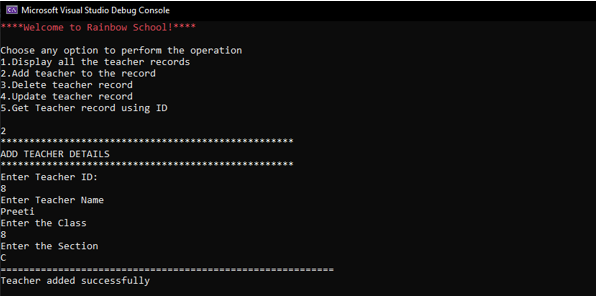 Microsoft Visual Studio Debug Console
****Welcome to Rainbow School!****
Choose any option to perform the operation
1.Display all the teacher records
2.Add teacher to the record
3.Delete teacher record
4.Update teacher record
5.Get Teacher record using ID
2
***************************************************
ADD TEACHER DETAILS
***************************************************
Enter Teacher ID:
8
Enter Teacher Name
Preeti
Enter the Class
8
Enter the Section
C
==========================================================
Teacher added successfully